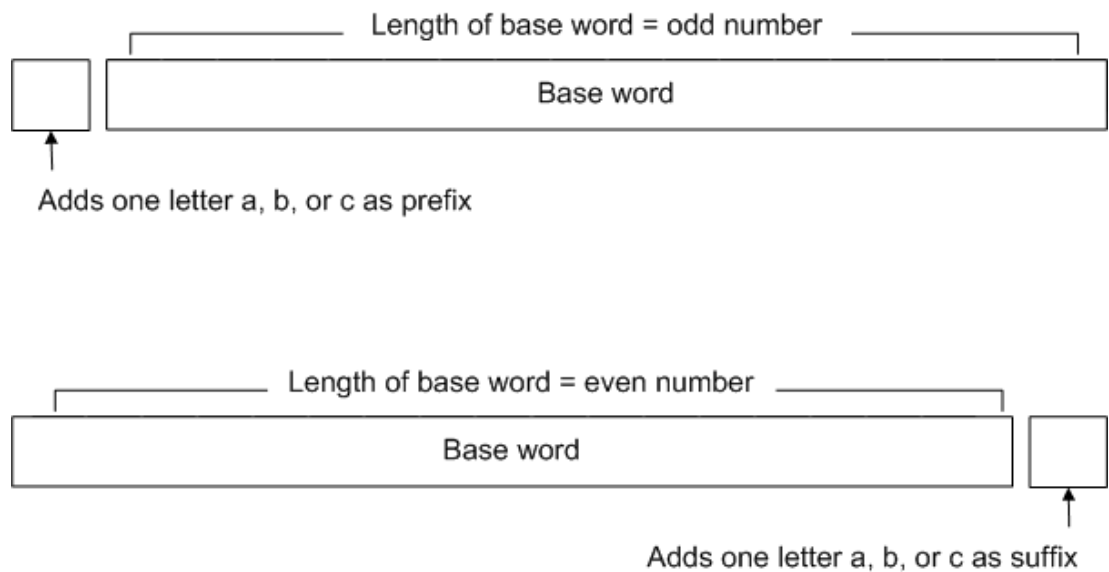 Length of base word = odd number
Base word
Adds one letter a, b, or c as prefix
Length of base word = even number
Base word
Adds one letter a, b, or c as suffix